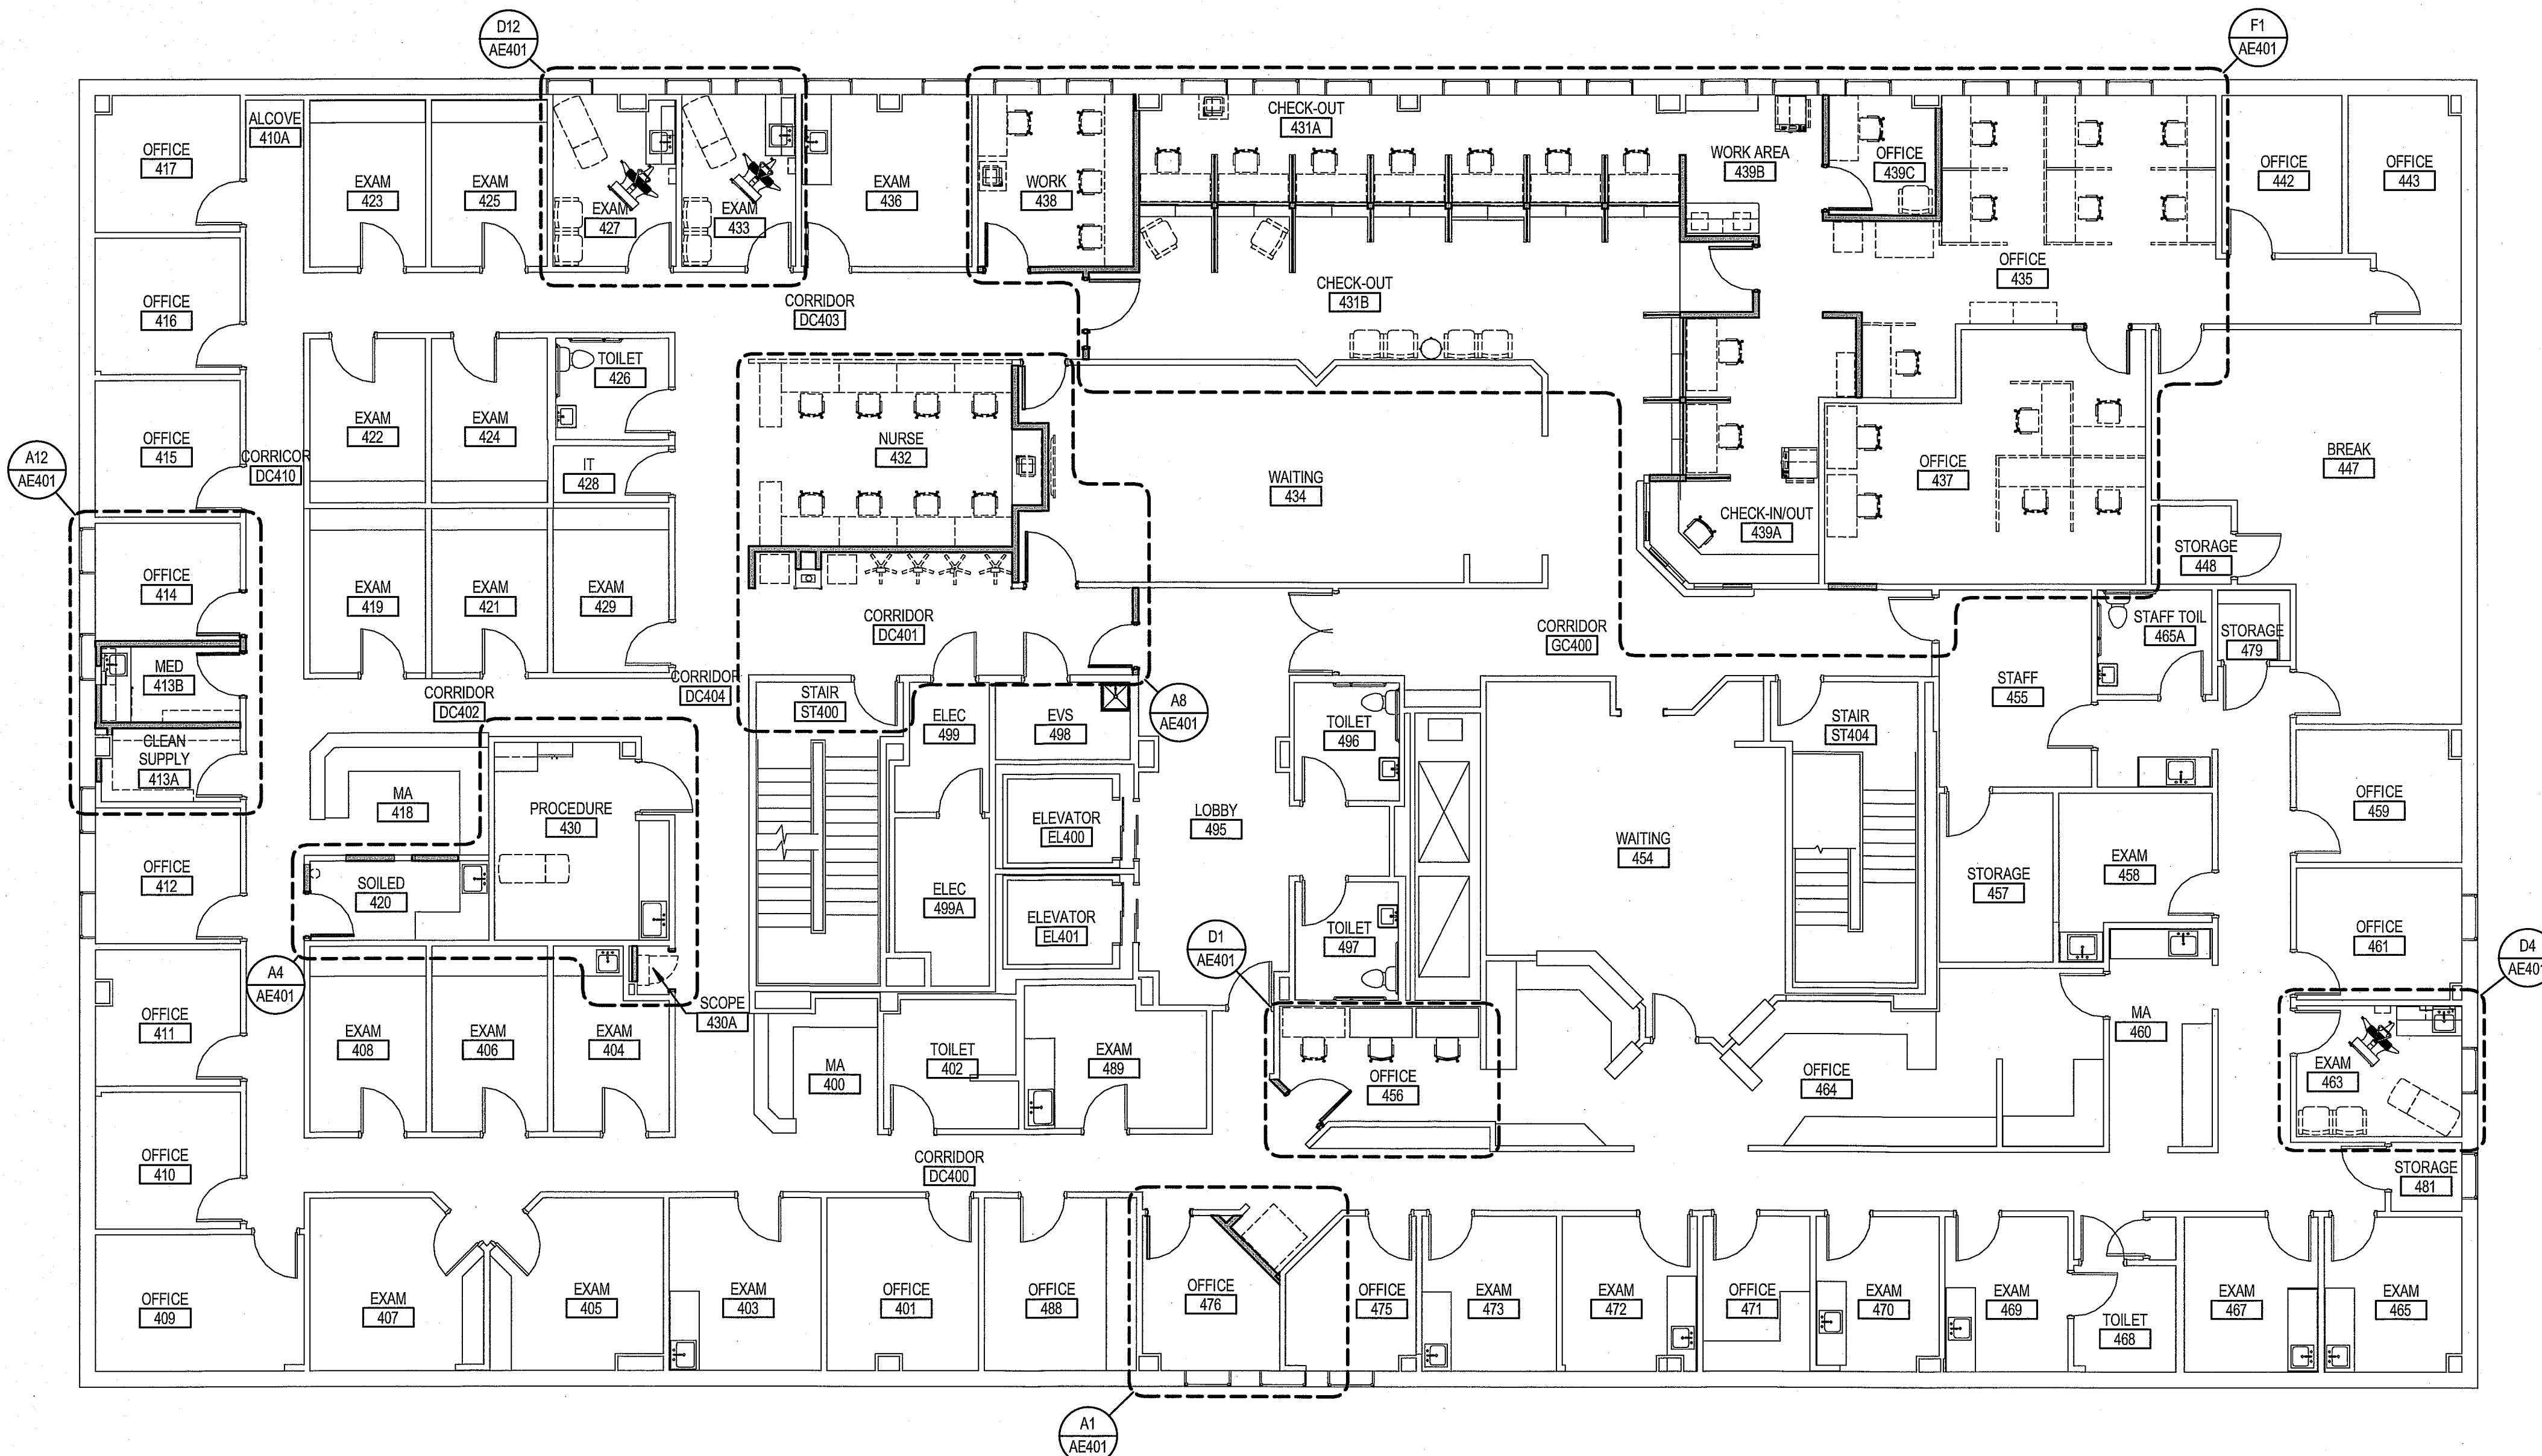 D12
AE401
F1
AE401
OFFICE
417
ALCOVE
410A
EXAM
423
EXAM
425
EXAM
427
EXAM
433
EXAM
436
WORK
438
CHECK-OUT
431A
WORK AREA
439B
OFFICE
439C
OFFICE
442
OFFICE
443
OFFICE
416
CORRIDOR
DC403
CHECK-OUT
431B
OFFICE
435
TOILET
426
OFFICE
415
CORRICOR
DC410
EXAM
422
EXAM
424
IT
428
NURSE
432
WAITING
434
OFFICE
437
BREAK
447
A12
AE401
CHECK-IN/OUT
439A
STORAGE
448
OFFICE
414
EXAM
419
EXAM
421
EXAM
429
CORRIDOR
DC401
CORRIDOR
GC400
STAFF TOIL
465A
STORAGE
479
MED
413B
CORRIDOR
DC402
CORRIDOR
DC404
STAIR
ST400
ELEC
499
EVS
498
A8
AE401
TOILET
496
STAIR
ST404
STAFF
455
CLEAN
SUPPLY
413A
MA
418
PROCEDURE
430
ELEVATOR
EL400
LOBBY
495
WAITING
454
OFFICE
459
OFFICE
412
SOILED
420
ELEC
499A
ELEVATOR
EL401
TOILET
497
STORAGE
457
EXAM
458
OFFICE
461
D1
AE401
D4
AE401
A4
AE401
SCOPE
430A
OFFICE
411
EXAM
408
EXAM
406
EXAM
404
MA
400
TOILET
402
EXAM
489
OFFICE
456
OFFICE
464
MA
460
EXAM
463
OFFICE
410
CORRIDOR
DC400
STORAGE
481
OFFICE
409
EXAM
407
EXAM
405
EXAM
403
OFFICE
401
OFFICE
488
OFFICE
476
OFFICE
475
EXAM
473
EXAM
472
OFFICE
471
EXAM
470
EXAM
469
TOILET
468
EXAM
467
EXAM
465
A1
AE401